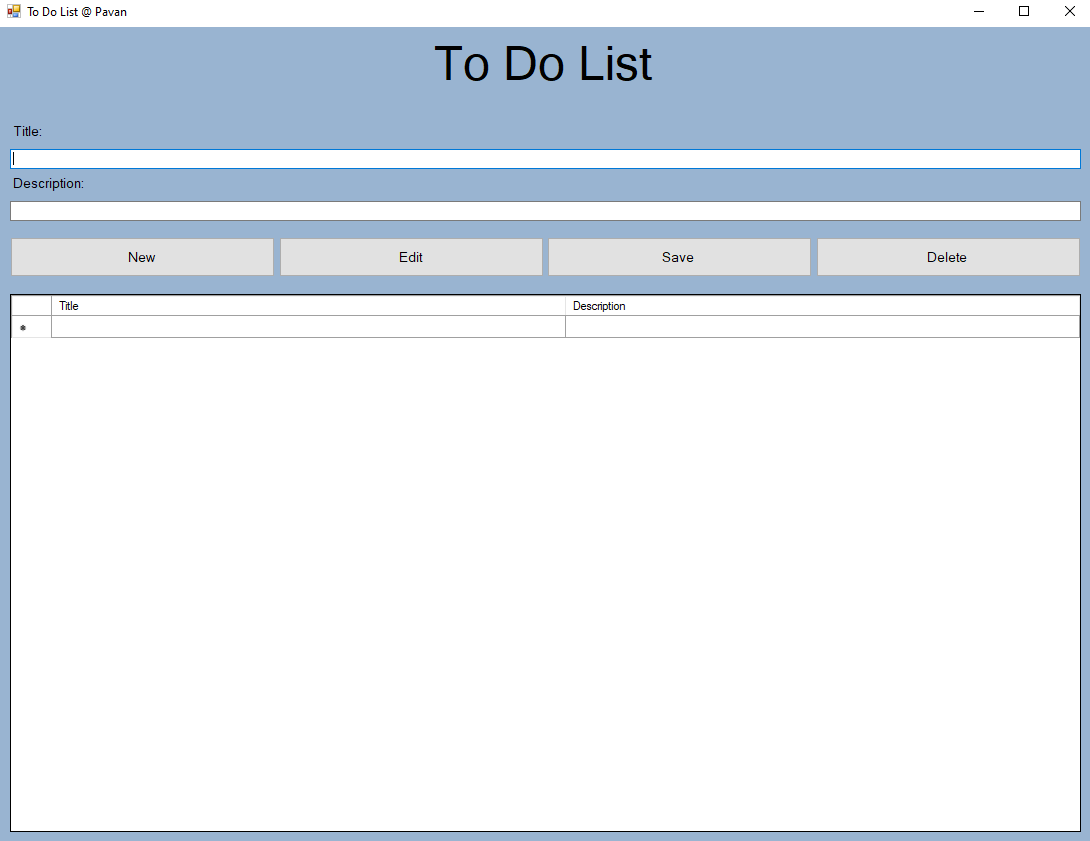 To Do List @ Pavan
To Do List
Title:
Description:
New Edit Save Delete
Title Description